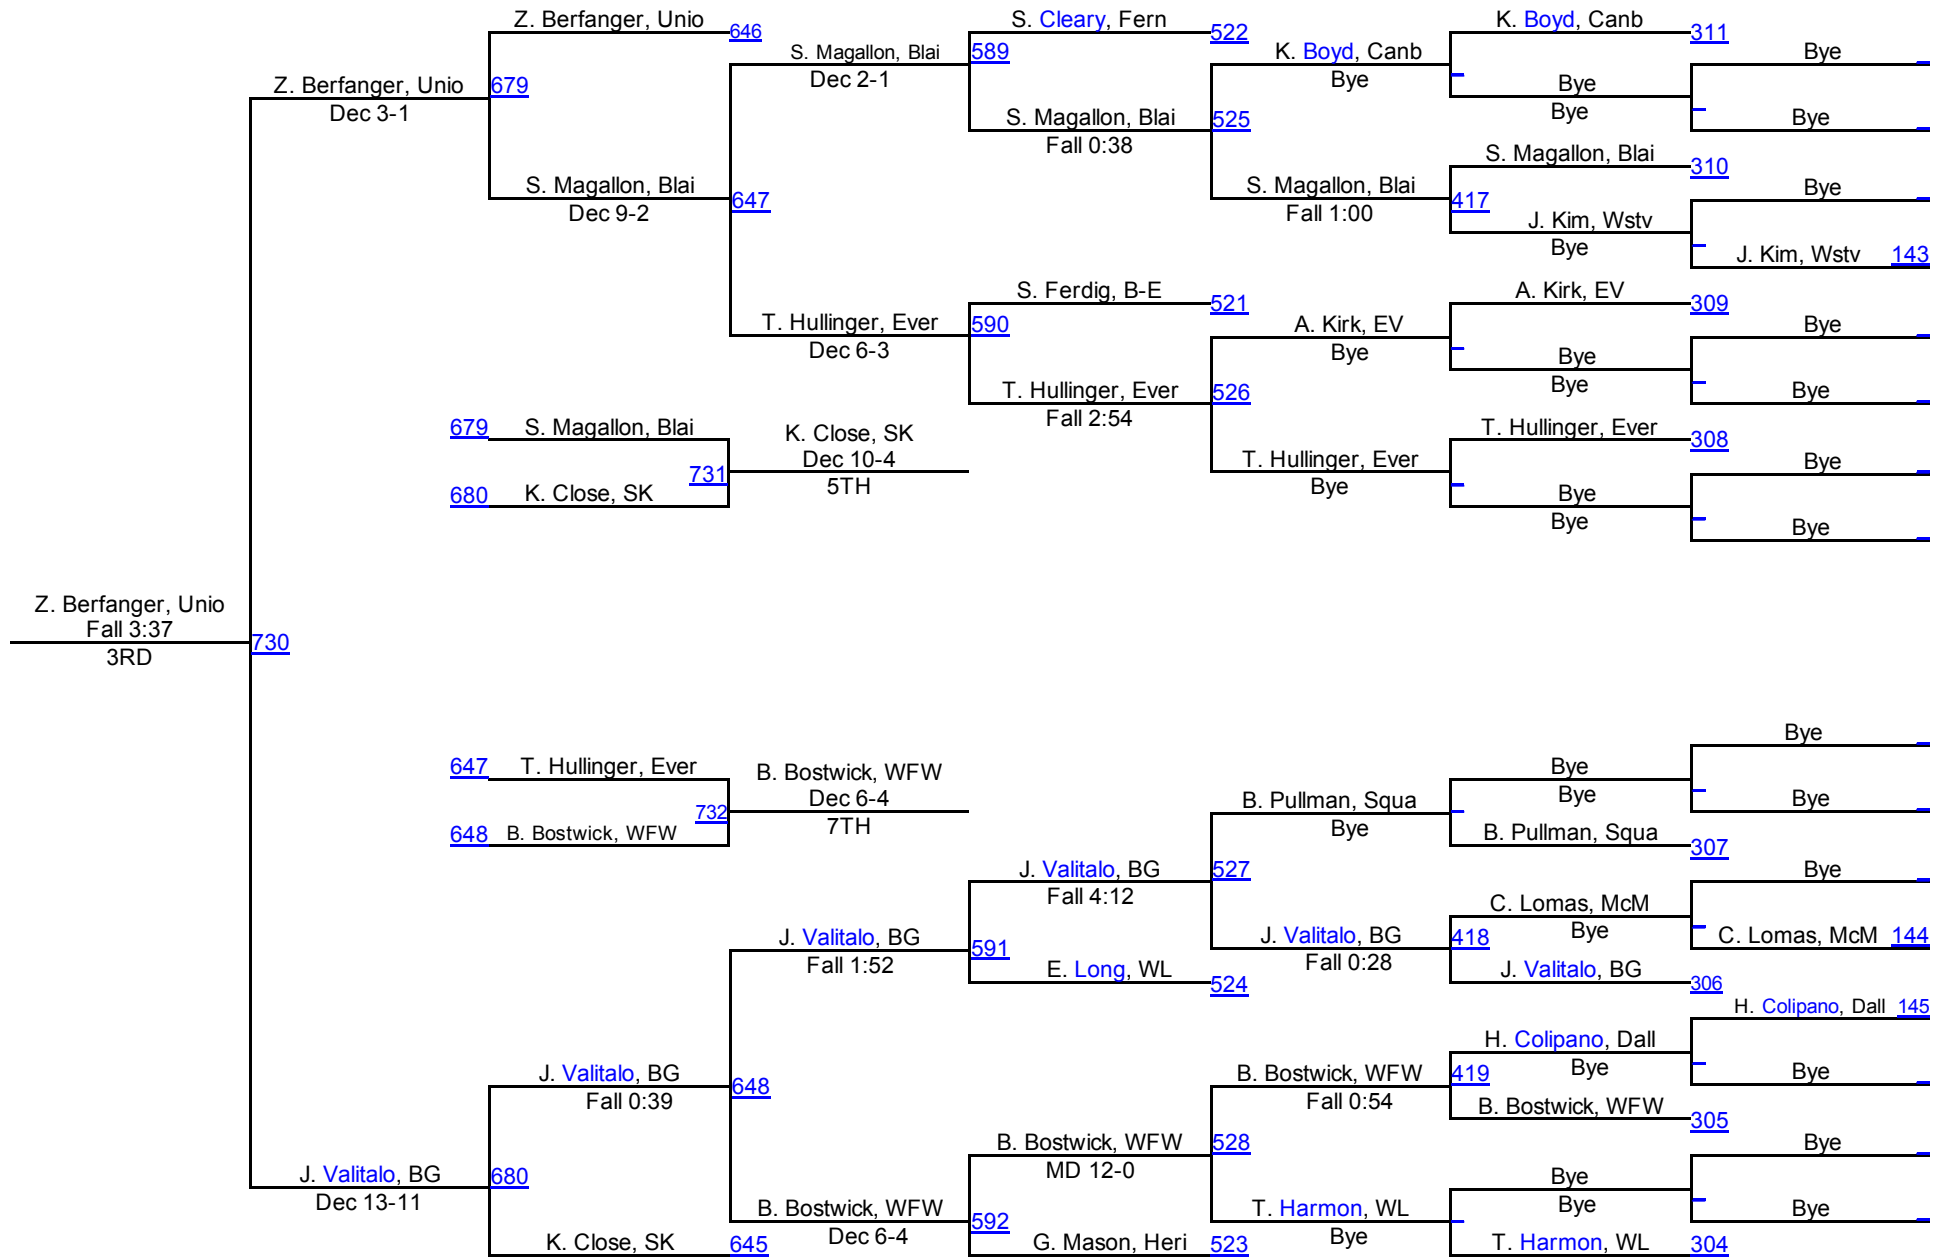 Z. Berfanger, Unio
646
S. Cleary, Fern
522
K. Boyd, Canb
311
S. Magallon, Blai
589
K. Boyd, Canb
Bye
Dec 2-1
Bye
Bye
Z. Berfanger, Unio
679
Bye
Dec 3-1
S. Magallon, Blai
525
Bye
Fall 0:38
S. Magallon, Blai
310
S. Magallon, Blai
647
S. Magallon, Blai
417
Bye
Dec 9-2
Fall 1:00
J. Kim, Wstv
Bye
J. Kim, Wstv 143
S. Ferdig, B-E
521
A. Kirk, EV
309
T. Hullinger, Ever
590
A. Kirk, EV
Bye
Dec 6-3
Bye
Bye
Bye
T. Hullinger, Ever
526
Bye
Fall 2:54
679 S. Magallon, Blai
K. Close, SK
T. Hullinger, Ever
308
Dec 10-4
T. Hullinger, Ever
Bye
731
5TH
Bye
Bye
680 K. Close, SK
Bye
Bye
Z. Berfanger, Unio
Fall 3:37
730
3RD
Bye
647 T. Hullinger, Ever
B. Bostwick, WFW
Bye
Dec 6-4
B. Pullman, Squa
Bye
Bye
732
7TH
Bye
648 B. Bostwick, WFW
B. Pullman, Squa
307
J. Valitalo, BG
527
Bye
Fall 4:12
C. Lomas, McM
J. Valitalo, BG
591
J. Valitalo, BG
418
Bye
C. Lomas, McM 144
Fall 1:52
Fall 0:28
E. Long, WL
524
J. Valitalo, BG
306
H. Colipano, Dall 145
H. Colipano, Dall
J. Valitalo, BG
648
B. Bostwick, WFW
419
Bye
Bye
Fall 0:39
Fall 0:54
B. Bostwick, WFW
305
B. Bostwick, WFW
528
Bye
J. Valitalo, BG
680
MD 12-0
Bye
Dec 13-11
B. Bostwick, WFW
592
T. Harmon, WL
Bye
Bye
Dec 6-4
Bye
K. Close, SK
645
G. Mason, Heri
523
T. Harmon, WL
304